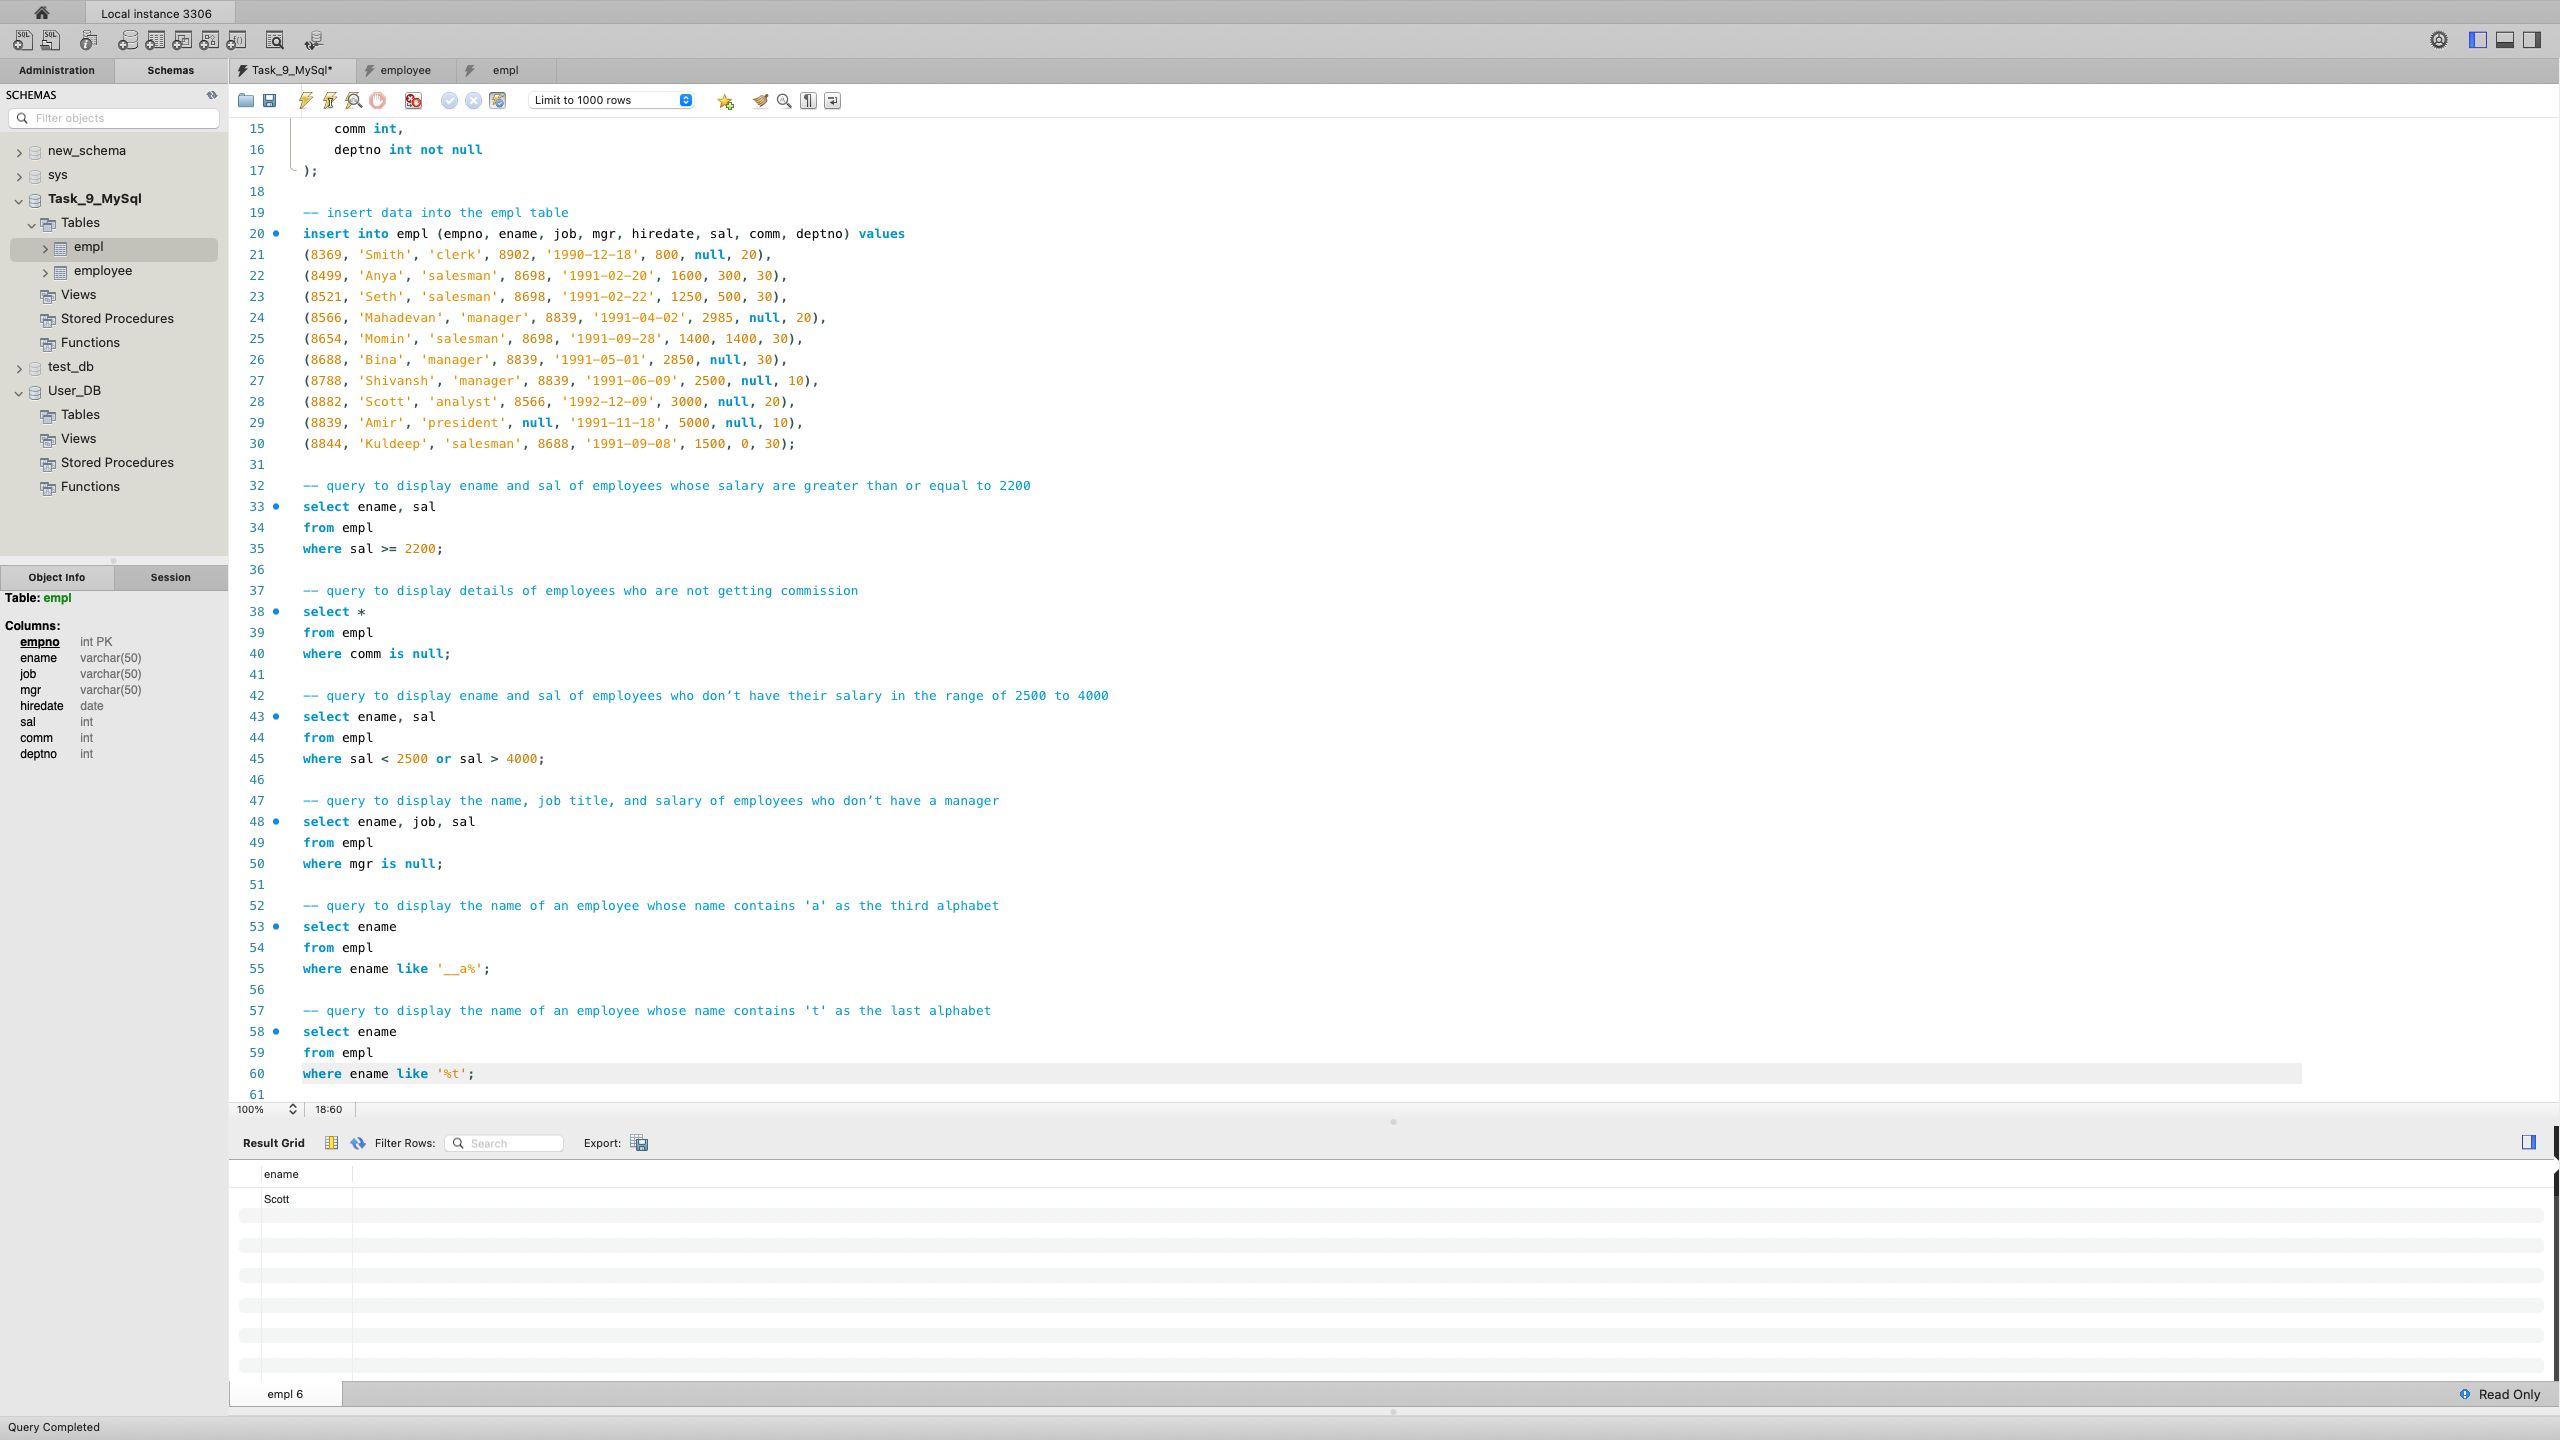 Local instance 3306
Administration Schemas
Task_9_MySql* employee empl
SCHEMAS
Filter objects
new_schema
sys
Task_9_MySql
Tables
empl
employee
Views
Stored Procedures
Functions
test_db
User_DB
Tables
Views
Stored Procedures
Functions
Object Info Session
Table: empl
Columns:
empno int PK
ename varchar(50)
job varchar(50)
mgr varchar(50)
hiredate date
sal int
comm int
deptno int
Limit to 1000 rows
15 comm int,
16 deptno int not null
17 );
18
19 -- insert data into the empl table
20 insert into empl (empno, ename, job, mgr, hiredate, sal, comm, deptno) values
21 (8369, 'Smith', 'clerk', 8902, '1990-12-18', 800, null, 20),
22 (8499, 'Anya', 'salesman', 8698, '1991-02-20', 1600, 300, 30),
23 (8521, 'Seth', 'salesman', 8698, '1991-02-22', 1250, 500, 30),
24 (8566, 'Mahadevan', 'manager', 8839, '1991-04-02', 2985, null, 20),
25 (8654, 'Momin', 'salesman', 8698, '1991-09-28', 1400, 1400, 30),
26 (8688, 'Bina', 'manager', 8839, '1991-05-01', 2850, null, 30),
27 (8788, 'Shivansh', 'manager', 8839, '1991-06-09', 2500, null, 10),
28 (8882, 'Scott', 'analyst', 8566, '1992-12-09', 3000, null, 20),
29 (8839, 'Amir', 'president', null, '1991-11-18', 5000, null, 10),
30 (8844, 'Kuldeep', 'salesman', 8688, '1991-09-08', 1500, 0, 30);
31
32 -- query to display ename and sal of employees whose salary are greater than or equal to 2200
33 select ename, sal
34 from empl
35 where sal >= 2200;
36
37 -- query to display details of employees who are not getting commission
38 select *
39 from empl
40 where comm is null;
41
42 -- query to display ename and sal of employees who don’t have their salary in the range of 2500 to 4000
43 select ename, sal
44 from empl
45 where sal < 2500 or sal > 4000;
46
47 -- query to display the name, job title, and salary of employees who don’t have a manager
48 select ename, job, sal
49 from empl
50 where mgr is null;
51
52 -- query to display the name of an employee whose name contains 'a' as the third alphabet
53 select ename
54 from empl
55 where ename like '__a%';
56
57 -- query to display the name of an employee whose name contains 't' as the last alphabet
58 select ename
59 from empl
60 where ename like '%t';
61
100% 18:60
Result Grid Filter Rows: Search Export:
ename
Scott
empl 6 Read Only
Query Completed